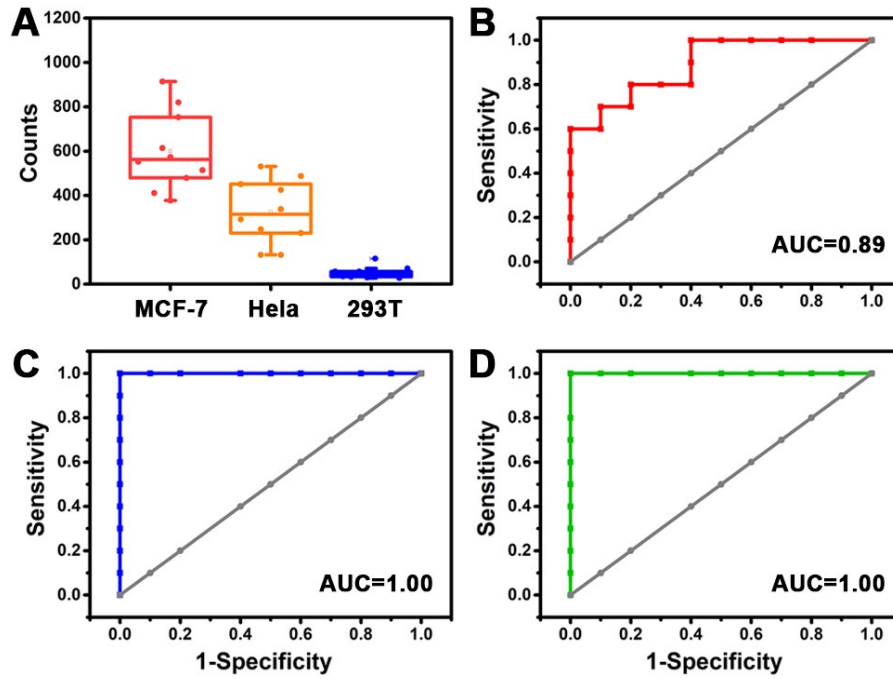 A
1200
1000
800
600
400
200
0
Counts
MCF-7 Hela 293T
B
1.0
0.8
0.6
0.4
0.2
0.0
Sensitivity
AUC=0.89
0.0 0.2 0.4 0.6 0.8 1.0
C
1.0
0.8
0.6
0.4
0.2
0.0
Sensitivity
AUC=1.00
0.0 0.2 0.4 0.6 0.8 1.0
1-Specificity
D
1.0
0.8
0.6
0.4
0.2
0.0
Sensitivity
AUC=1.00
0.0 0.2 0.4 0.6 0.8 1.0
1-Specificity